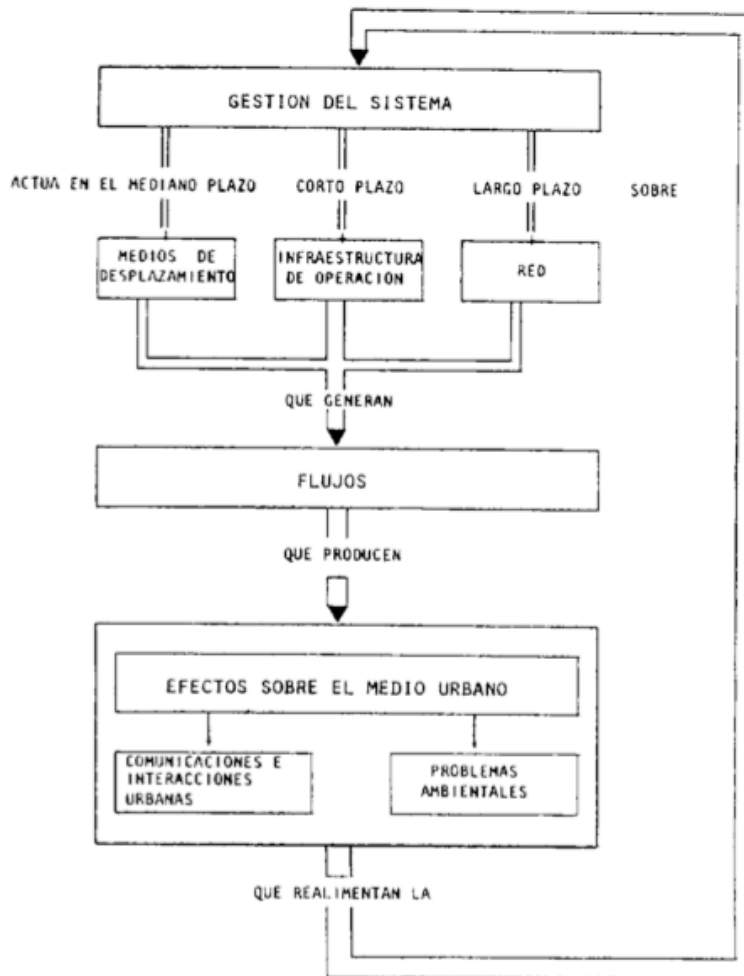 GESTION DEL SISTEMA
ACTUA EN EL MEDIANO PLAZO CORTO PLAZO LARGO PLAZO SOBRE
MEDIOS DE
DESPLAZAMIENTO
INFRAESTRUCTURA
DE OPERACIÓN
RED
QUE GENERAN
FLUJOS
QUE PRODUCEN
EFECTOS SOBRE EL MEDIO URBANO
COMUNICACIONES E
INTERACCIONES
URBANAS
PROBLEMAS
AMBIENTALES
QUE REALIMENTAN LA